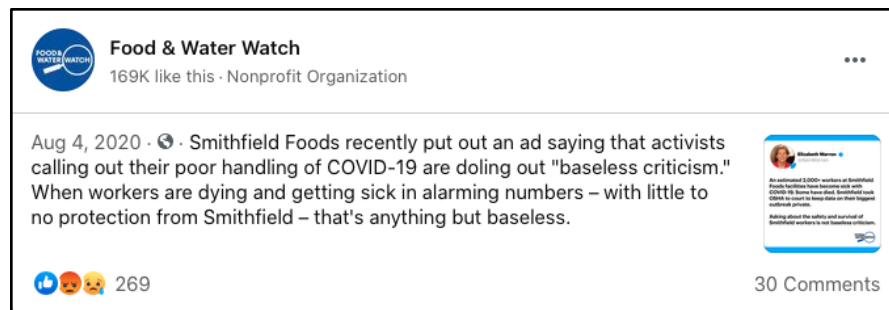 FOOD &
WATER WATCH
Food & Water Watch
169K like this · Nonprofit Organization
Aug 4, 2020 · Smithfield Foods recently put out an ad saying that activists
calling out their poor handling of COVID-19 are doling out "baseless criticism."
When workers are dying and getting sick in alarming numbers – with little to
no protection from Smithfield – that's anything but baseless.
Elizabeth Warren
An estimated 3,000+ workers at Smithfield
Foods facilities have become sick with
COVID-19. Some have died. Smithfield took
OSHA to court to keep data on their biggest
outbreak private.
Asking about the safety and survival of
Smithfield workers is not baseless criticism.
269
30 Comments